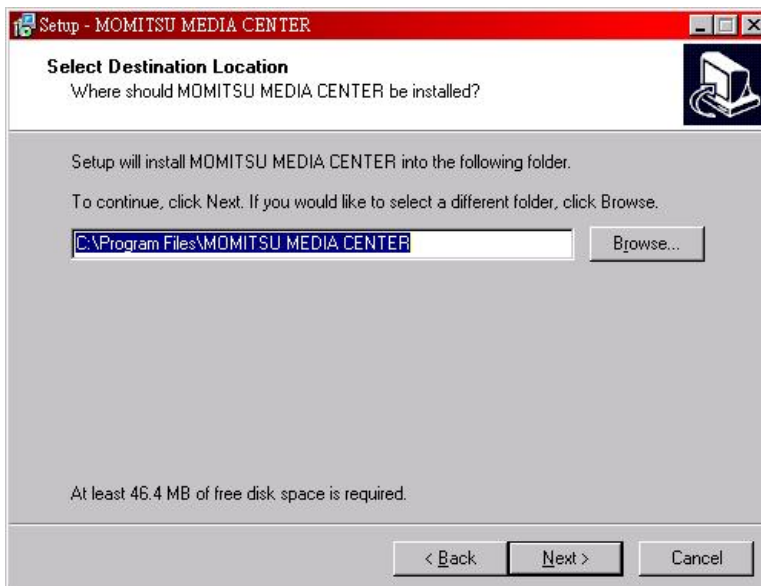 Setup - MOMITSU MEDIA CENTER
Select Destination Location
Where should MOMITSU MEDIA CENTER be installed?
Setup will install MOMITSU MEDIA CENTER into the following folder.
To continue, click Next. If you would like to select a different folder, click Browse.
C:\Program Files\MOMITSU MEDIA CENTER
Browse...
At least 46.4 MB of free disk space is required.
< Back
Next >
Cancel